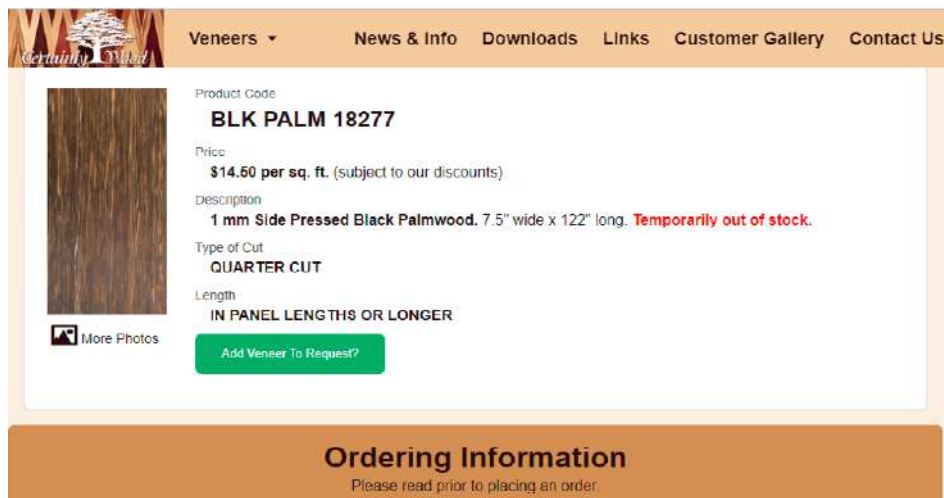 Certainly Wood
Veneers
News & Info
Downloads
Links
Customer Gallery
Contact Us
Product Code
BLK PALM 18277
Price
$14.50 per sq. ft. (subject to our discounts)
Description
1 mm Side Pressed Black Palmwood. 7.5" wide x 122" long. Temporarily out of stock.
Type of Cut
QUARTER CUT
Length
IN PANEL LENGTHS OR LONGER
More Photos
Add Veneer To Request?
Ordering Information
Please read prior to placing an order.